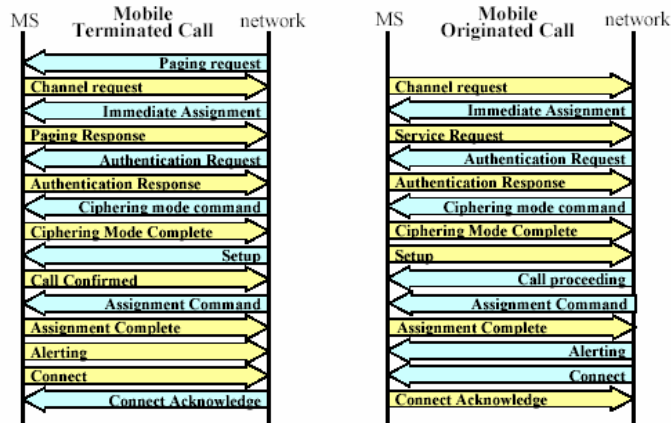 MS
Mobile
Terminated Call
network
Paging request
Channel request
Immediate Assignment
Paging Response
Authentication Request
Authentication Response
Ciphering mode command
Ciphering Mode Complete
Setup
Call Confirmed
Assignment Command
Assignment Complete
Alerting
Connect
Connect Acknowledge
MS
Mobile
Originated Call
network
Channel request
Immediate Assignment
Service Request
Authentication Request
Authentication Response
Ciphering mode command
Ciphering Mode Complete
Setup
Call proceeding
Assignment Command
Assignment Complete
Alerting
Connect
Connect Acknowledge